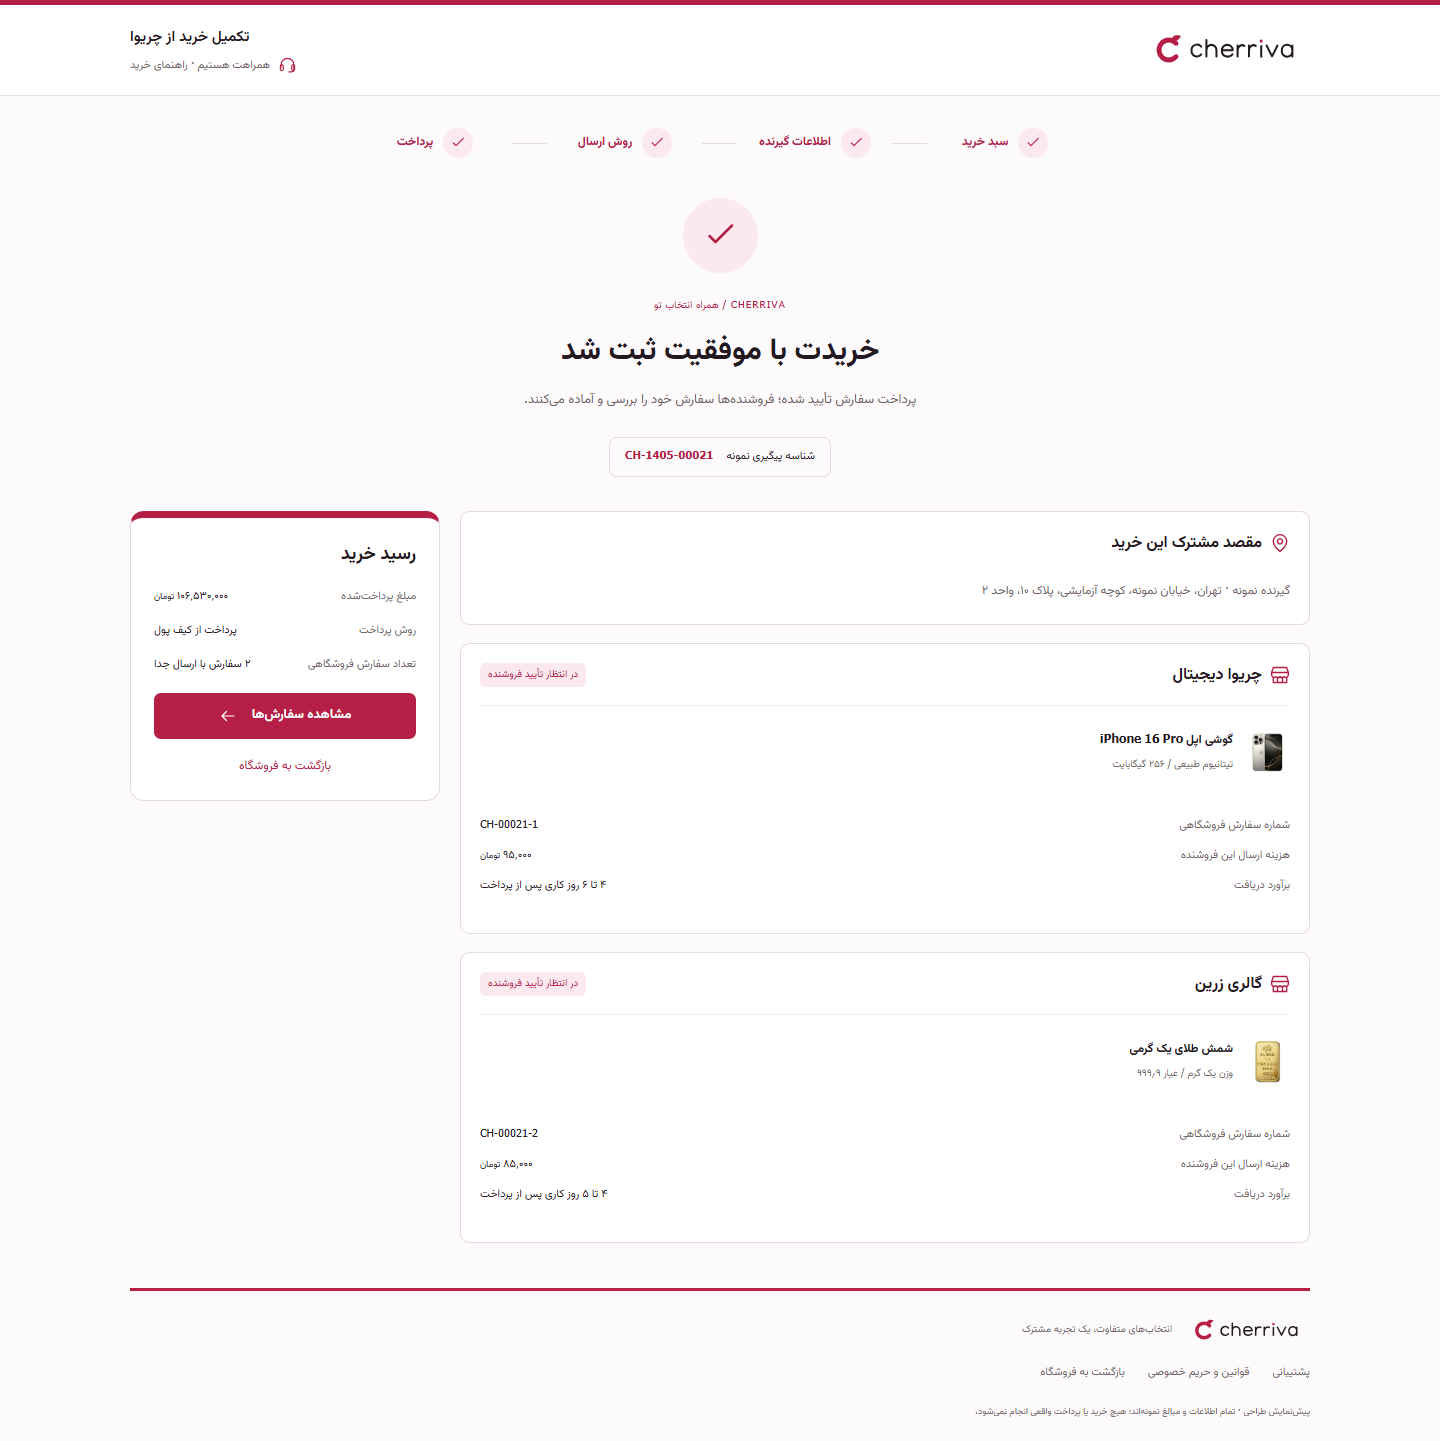 cherriva
تکمیل خرید از چریوا
همراهت هستیم · راهنمای خرید
سبد خرید
اطلاعات گیرنده
روش ارسال
پرداخت
CHERRIVA / همراه انتخاب تو
خریدت با موفقیت ثبت شد
پرداخت سفارش تأیید شده؛ فروشنده‌ها سفارش خود را بررسی و آماده می‌کنند.
شناسه پیگیری نمونه CH-1405-00021
مقصد مشترک این خرید
گیرنده نمونه · تهران، خیابان نمونه، کوچه آزمایشی، پلاک ۱۰، واحد ۲
چریوا دیجیتال
در انتظار تأیید فروشنده
گوشی اپل iPhone 16 Pro
تیتانیوم طبیعی / ۲۵۶ گیگابایت
شماره سفارش فروشگاهی CH-00021-1
هزینه ارسال این فروشنده ۹۵,۰۰۰ تومان
برآورد دریافت ۴ تا ۶ روز کاری پس از پرداخت
گالری زرین
در انتظار تأیید فروشنده
شمش طلای یک گرمی
وزن یک گرم / عیار ۹۹۹٫۹
شماره سفارش فروشگاهی CH-00021-2
هزینه ارسال این فروشنده ۸۵,۰۰۰ تومان
برآورد دریافت ۴ تا ۵ روز کاری پس از پرداخت
رسید خرید
مبلغ پرداخت‌شده ۱۰۶,۵۳۰,۰۰۰ تومان
روش پرداخت پرداخت از کیف پول
تعداد سفارش فروشگاهی ۲ سفارش با ارسال جدا
مشاهده سفارش‌ها
بازگشت به فروشگاه
cherriva
انتخاب‌های متفاوت، یک تجربه مشترک
پشتیبانی
قوانین و حریم خصوصی
بازگشت به فروشگاه
پیش‌نمایش طراحی · تمام اطلاعات و مبالغ نمونه‌اند؛ هیچ خرید یا پرداخت واقعی انجام نمی‌شود.